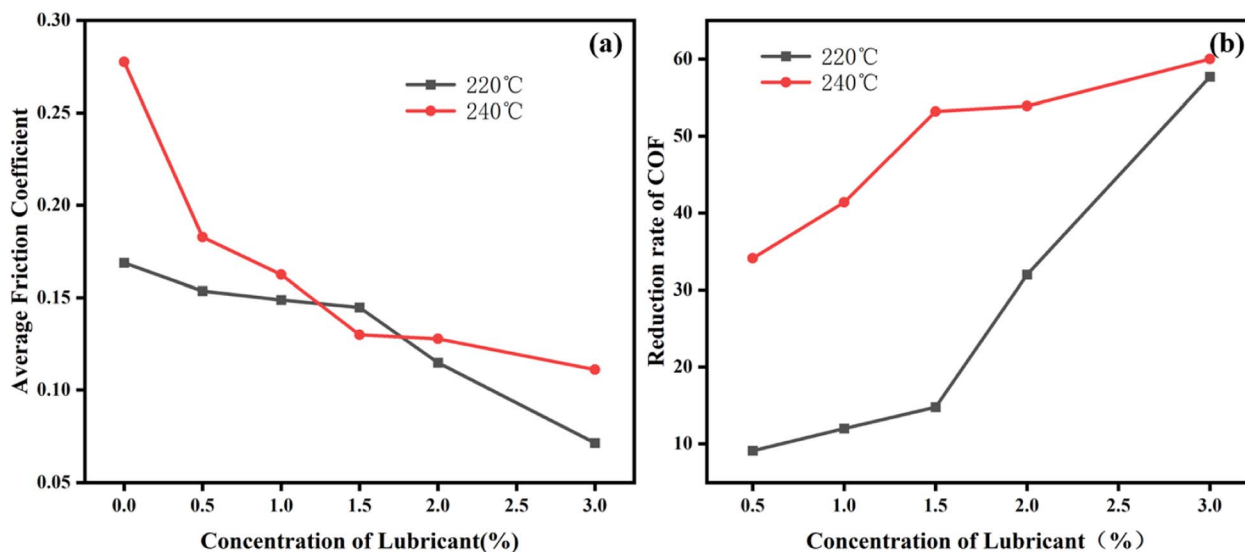 (a)
220℃
240℃
0.30
0.25
0.20
0.15
0.10
0.05
Average Friction Coefficient
0.0 0.5 1.0 1.5 2.0 2.5 3.0
Concentration of Lubricant(%)
(b)
220℃
240℃
60
50
40
30
20
10
Reduction rate of COF
0.5 1.0 1.5 2.0 2.5 3.0
Concentration of Lubricant（%）